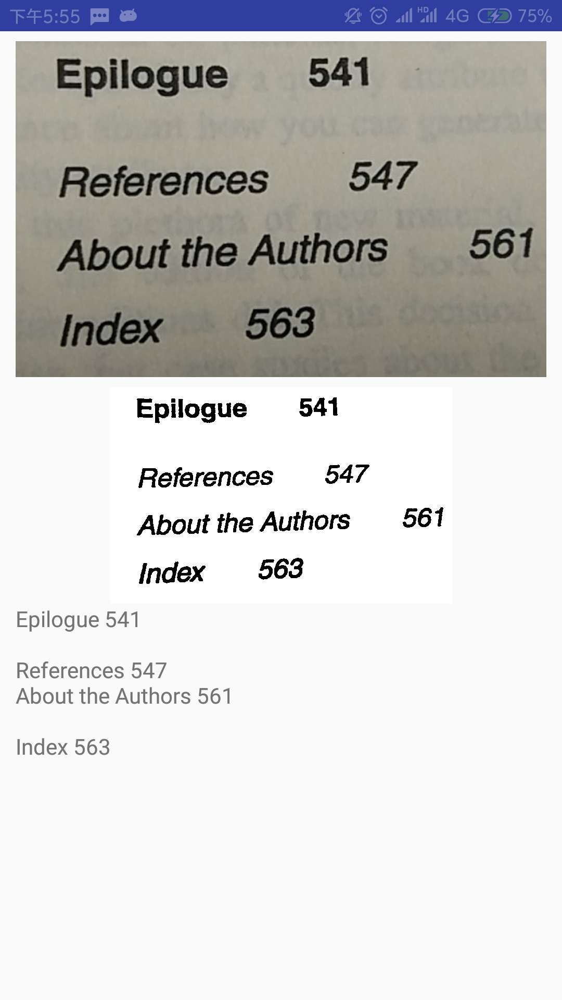 下午5:55 HD 4G 75%
Epilogue 541
References 547
About the Authors 561
Index 563
Epilogue 541
References 547
About the Authors 561
Index 563
Epilogue 541
References 547
About the Authors 561
Index 563